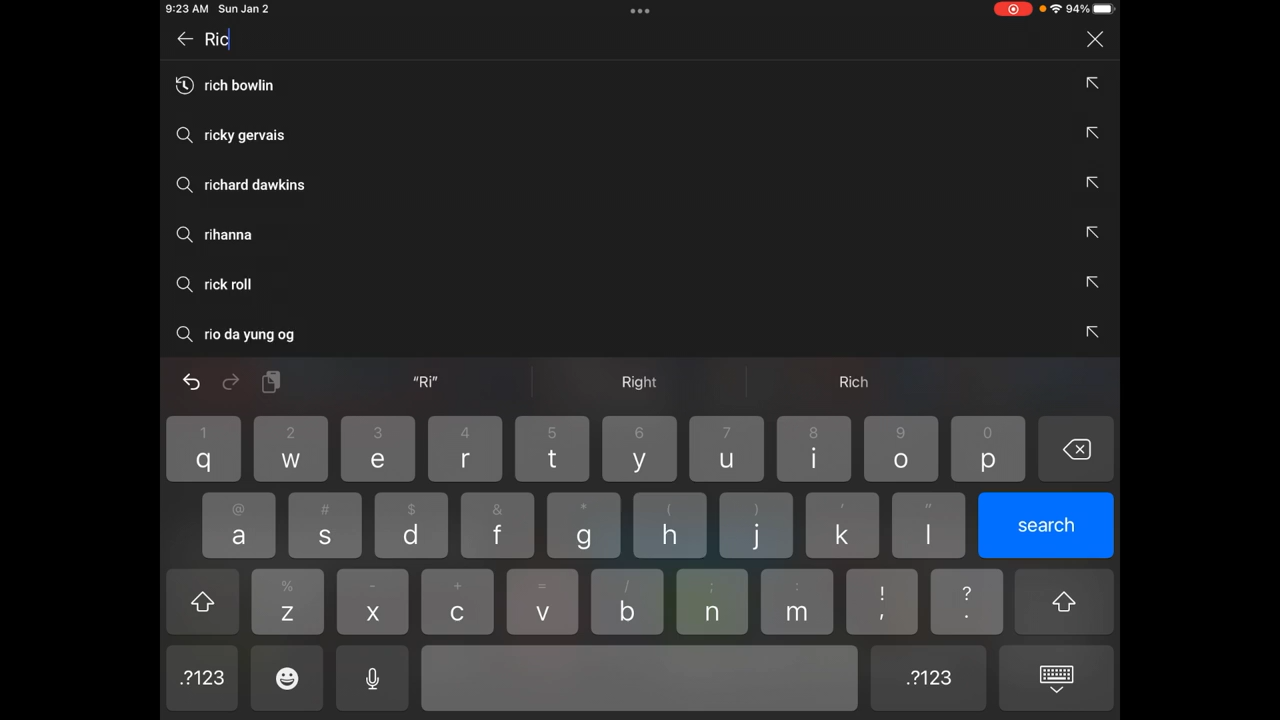 9:23 AM Sun Jan 2
94%
Ric
rich bowlin
ricky gervais
richard dawkins
rihanna
rick roll
rio da yung og
“Ri” Right Rich
1 2 3 4 5 6 7 8 9 0
q w e r t y u i o p
@ # $ & * ( ) ' "
a s d f g h j k l search
% - + = / ; : ! ?
z x c v b n m , .
.?123 .?123